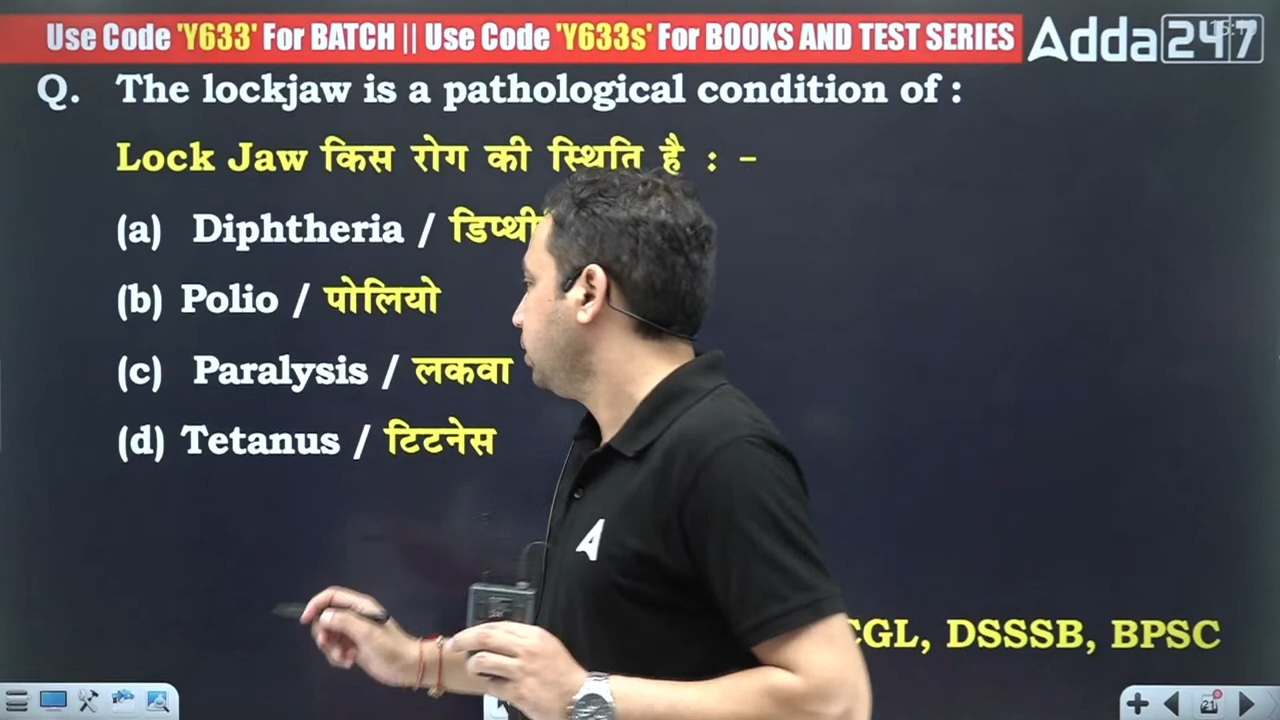 Use Code 'Y633' For BATCH || Use Code 'Y633s' For BOOKS AND TEST SERIES
Adda247
Q. The lockjaw is a pathological condition of :
Lock Jaw किस रोग की स्थिति है : -
(a) Diphtheria /
(b) Polio / पोलियो
(c) Paralysis / लकवा
(d) Tetanus / टिटनेस
DSSSB, BPSC
21